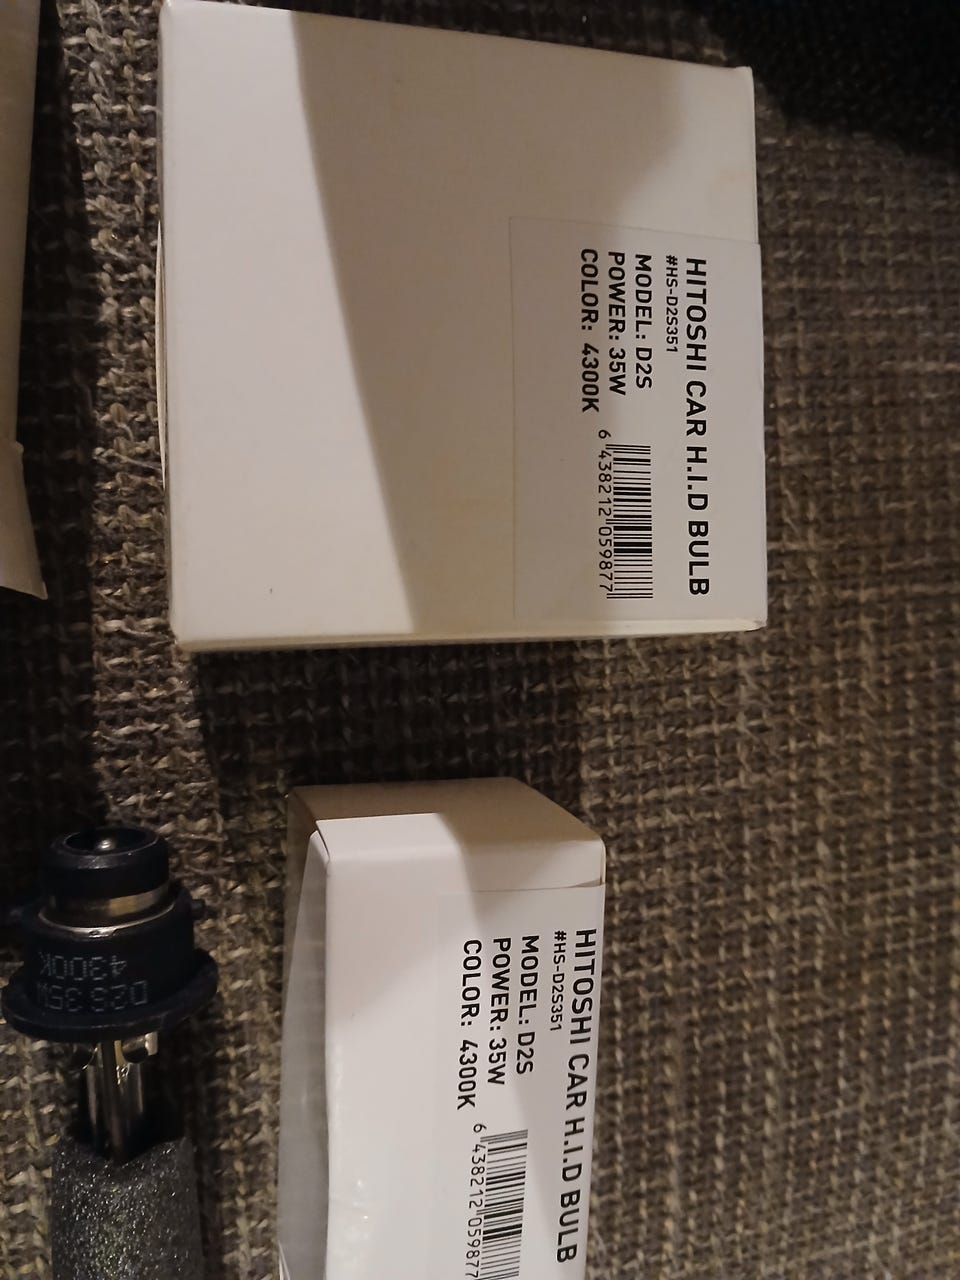 HITOSHI CAR H.I.D BULB
#HS-D2S351
MODEL: D2S
POWER: 35W
COLOR: 4300K
6 438212 059877
HITOSHI CAR H.I.D BULB
#HS-D2S351
MODEL: D2S
POWER: 35W
COLOR: 4300K
6 438212 059877
D2S 35W
4300K